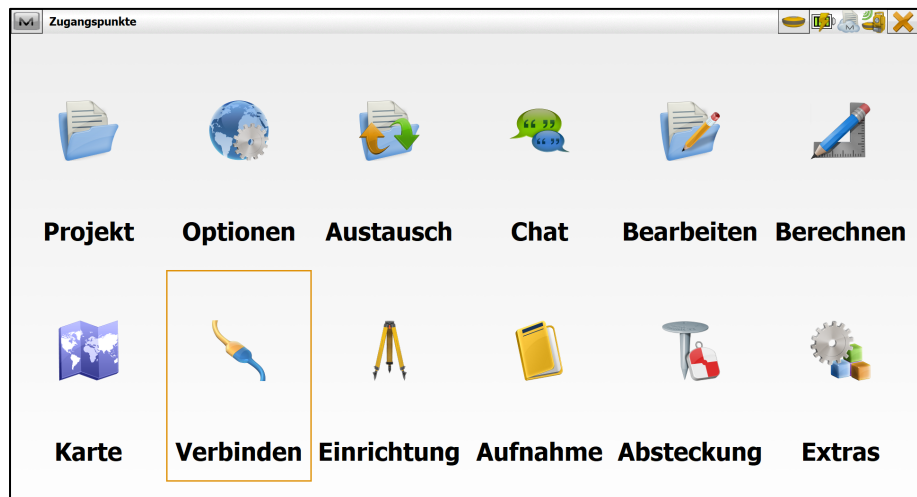 Zugangspunkte
Projekt Optionen Austausch Chat Bearbeiten Berechnen
Karte Verbinden Einrichtung Aufnahme Absteckung Extras